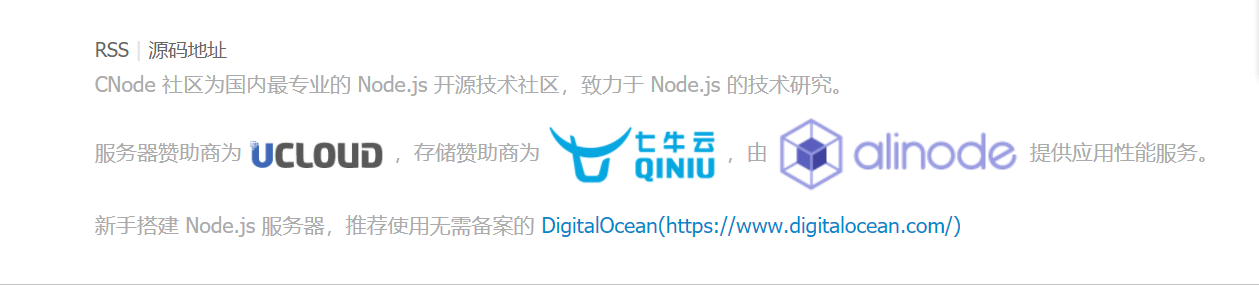 RSS | 源码地址
CNode 社区为国内最专业的 Node.js 开源技术社区，致力于 Node.js 的技术研究。
服务器赞助商为 UCLOUD ，存储赞助商为 七牛云 QINIU ，由 alinode 提供应用性能服务。
新手搭建 Node.js 服务器，推荐使用无需备案的 DigitalOcean(https://www.digitalocean.com/)